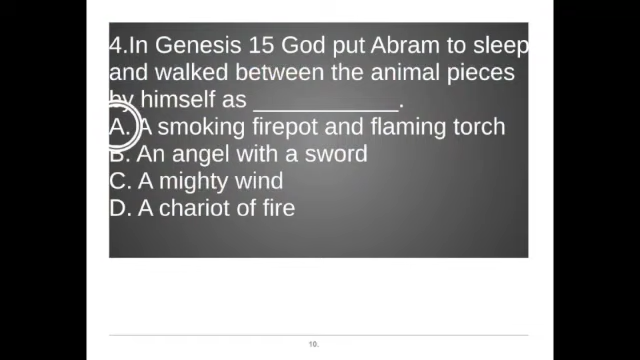 4.In Genesis 15 God put Abram to sleep
and walked between the animal pieces
by himself as ___________.
A. A smoking firepot and flaming torch
B. An angel with a sword
C. A mighty wind
D. A chariot of fire
10.